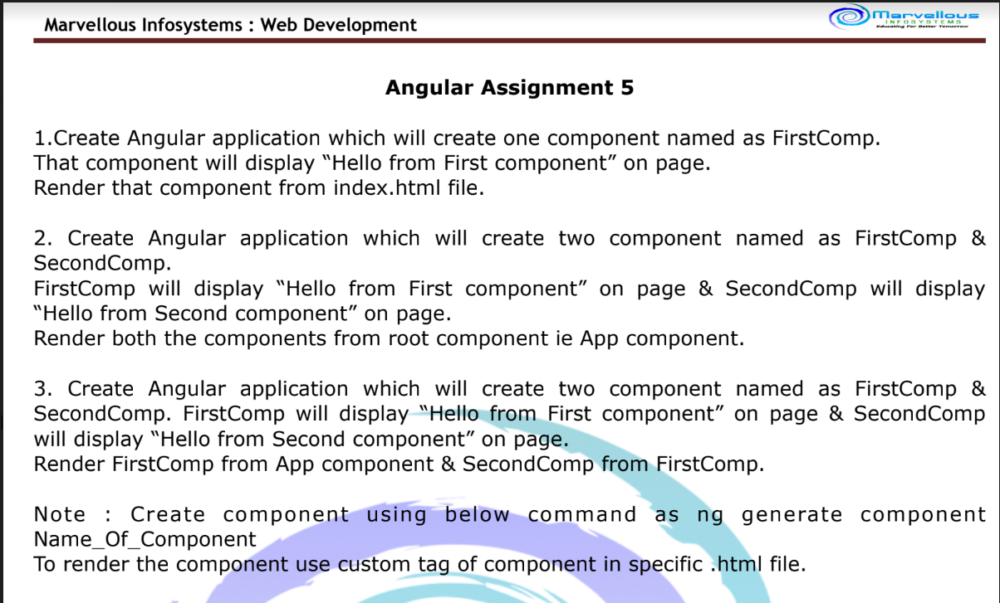 Marvellous Infosystems : Web Development
Marvellous
INFOSYSTEMS
Educating For Better Tomorrow
Angular Assignment 5
1.Create Angular application which will create one component named as FirstComp.
That component will display “Hello from First component” on page.
Render that component from index.html file.
2. Create Angular application which will create two component named as FirstComp &
SecondComp.
FirstComp will display “Hello from First component” on page & SecondComp will display
“Hello from Second component” on page.
Render both the components from root component ie App component.
3. Create Angular application which will create two component named as FirstComp &
SecondComp. FirstComp will display “Hello from First component” on page & SecondComp
will display “Hello from Second component” on page.
Render FirstComp from App component & SecondComp from FirstComp.
Note : Create component using below command as ng generate component
Name_Of_Component
To render the component use custom tag of component in specific .html file.